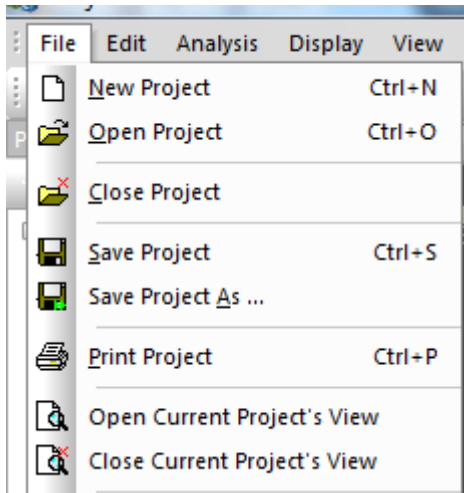 File Edit Analysis Display View
New Project Ctrl+N
Open Project Ctrl+O
Close Project
Save Project Ctrl+S
Save Project As ...
Print Project Ctrl+P
Open Current Project's View
Close Current Project's View